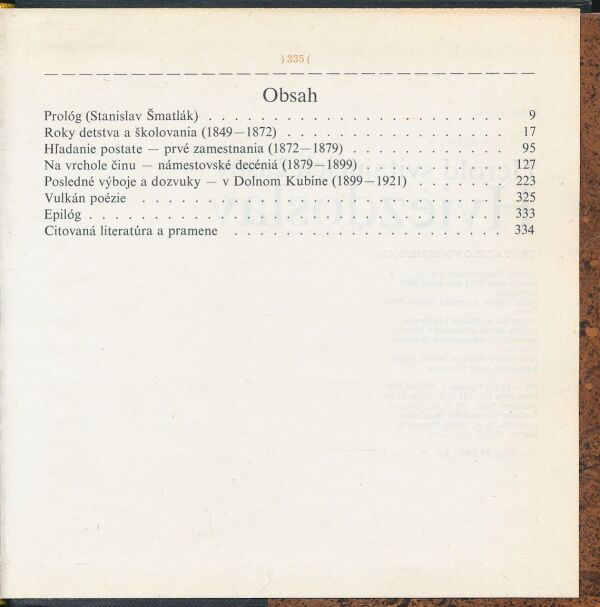 ) 335 (
Obsah
Prológ (Stanislav Šmatlák) . . . . . . . . . . . . . . . . . . . 9
Roky detstva a školovania (1849—1872) . . . . . . . . . . . . . . 17
Hľadanie postate — prvé zamestnania (1872—1879) . . . . . . . . . . 95
Na vrchole činu — námestovské decéniá (1879—1899) . . . . . . . . . 127
Posledné výboje a dozvuky — v Dolnom Kubíne (1899—1921) . . . . . . 223
Vulkán poézie . . . . . . . . . . . . . . . . . . . . . . . . 325
Epilóg . . . . . . . . . . . . . . . . . . . . . . . . . . . 333
Citovaná literatúra a pramene . . . . . . . . . . . . . . . . . . 334